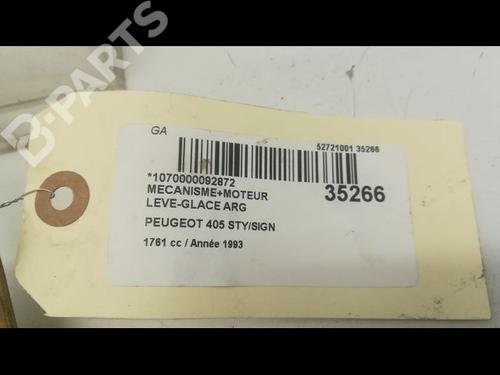 B-PARTS
GA
52721001 35266
*1070000092872
MECANISME+MOTEUR
35266
LEVE-GLACE ARG
PEUGEOT 405 STY/SIGN
1761 cc / Année 1993